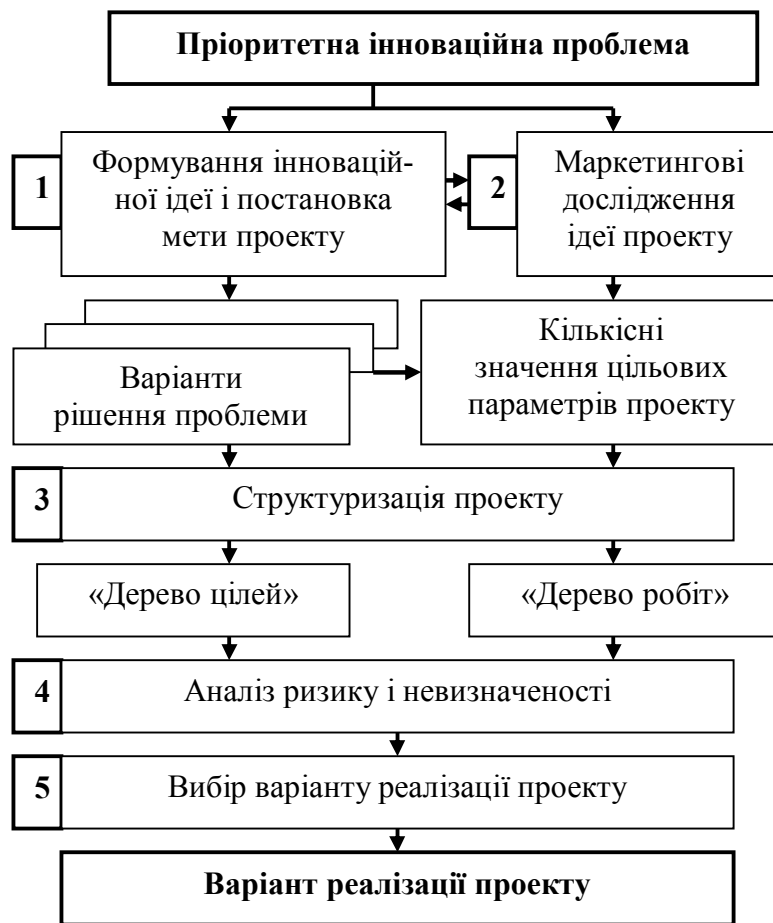 Пріоритетна інноваційна проблема
1
Формування інновацій-
ної ідеї і постановка
мети проекту
2
Маркетингові
дослідження
ідеї проекту
Варіанти
рішення проблеми
Кількісні
значення цільових
параметрів проекту
3
Структуризація проекту
«Дерево цілей»
«Дерево робіт»
4
Аналіз ризику і невизначеності
5
Вибір варіанту реалізації проекту
Варіант реалізації проекту